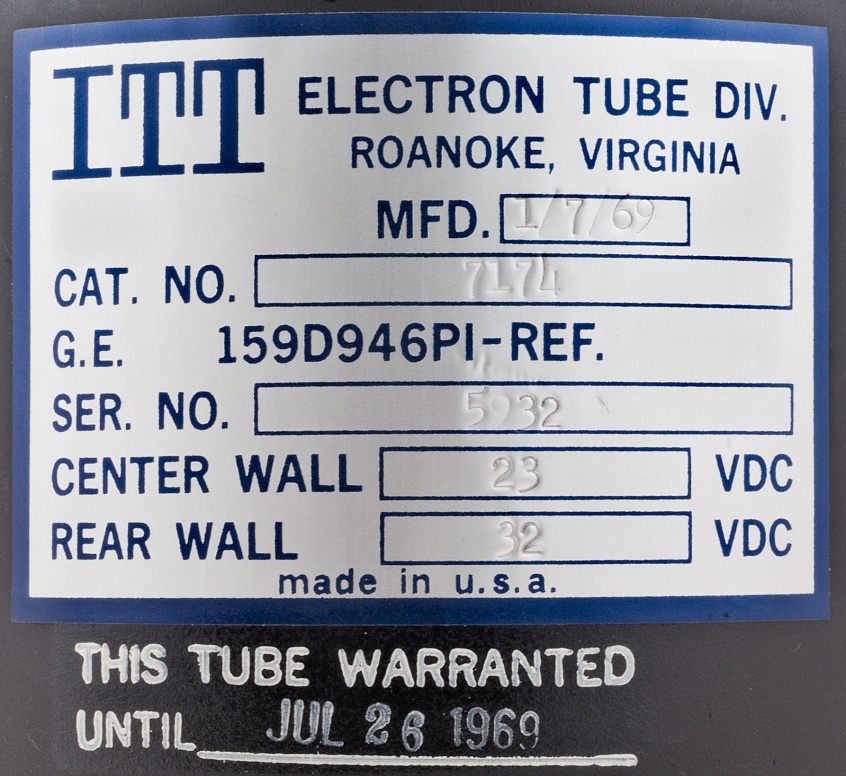 ITT ELECTRON TUBE DIV.
ROANOKE, VIRGINIA
MFD. 1/7/69
CAT. NO. 7174
G.E. 159D946PI-REF.
SER. NO. 5932
CENTER WALL 23 VDC
REAR WALL 32 VDC
made in u.s.a.
THIS TUBE WARRANTED
UNTIL JUL 26 1969